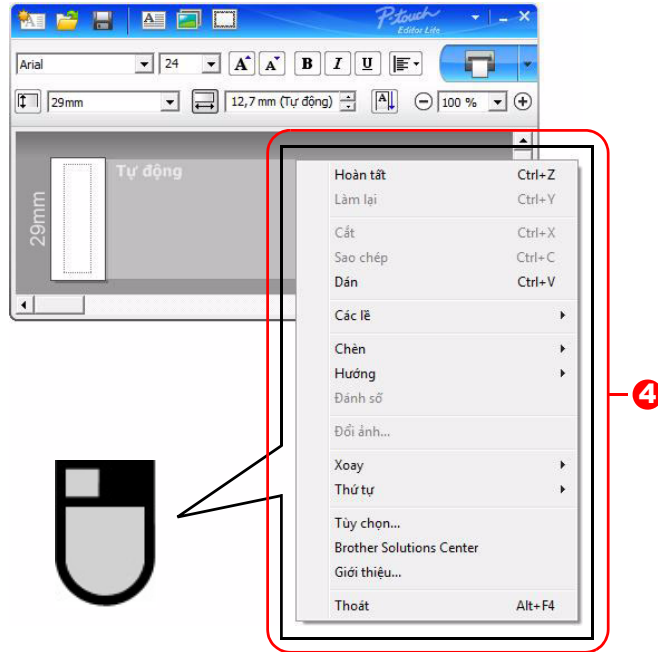 P-touch
Editor Lite
Arial 24 A A B I U
29mm 12,7 mm (Tự động) A 100 %
Tự động
29mm
Hoàn tất Ctrl+Z
Làm lại Ctrl+Y
Cắt Ctrl+X
Sao chép Ctrl+C
Dán Ctrl+V
Các lề
Chèn
Hướng
Đánh số
Đổi ảnh...
Xoay
Thứ tự
Tùy chọn...
Brother Solutions Center
Giới thiệu...
Thoát Alt+F4
4